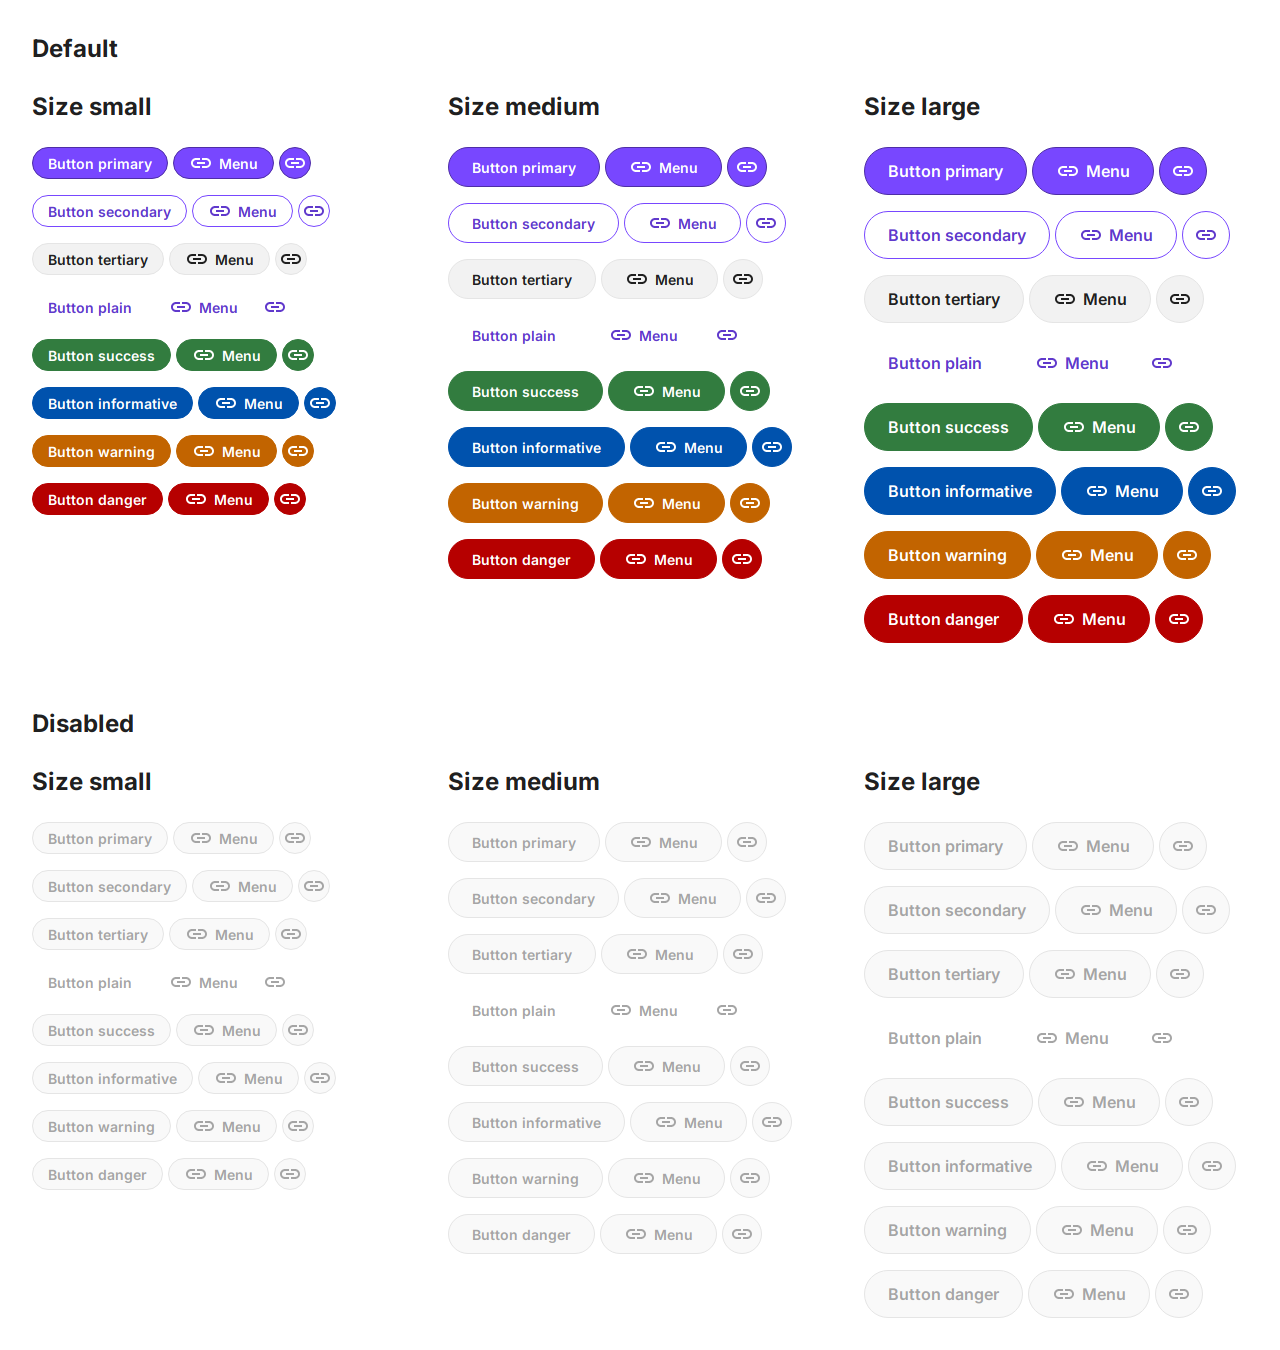 Default
Size small
Button primary Menu
Button secondary Menu
Button tertiary Menu
Button plain Menu
Button success Menu
Button informative Menu
Button warning Menu
Button danger Menu
Size medium
Button primary Menu
Button secondary Menu
Button tertiary Menu
Button plain Menu
Button success Menu
Button informative Menu
Button warning Menu
Button danger Menu
Size large
Button primary Menu
Button secondary Menu
Button tertiary Menu
Button plain Menu
Button success Menu
Button informative Menu
Button warning Menu
Button danger Menu
Disabled
Size small
Button primary Menu
Button secondary Menu
Button tertiary Menu
Button plain Menu
Button success Menu
Button informative Menu
Button warning Menu
Button danger Menu
Size medium
Button primary Menu
Button secondary Menu
Button tertiary Menu
Button plain Menu
Button success Menu
Button informative Menu
Button warning Menu
Button danger Menu
Size large
Button primary Menu
Button secondary Menu
Button tertiary Menu
Button plain Menu
Button success Menu
Button informative Menu
Button warning Menu
Button danger Menu